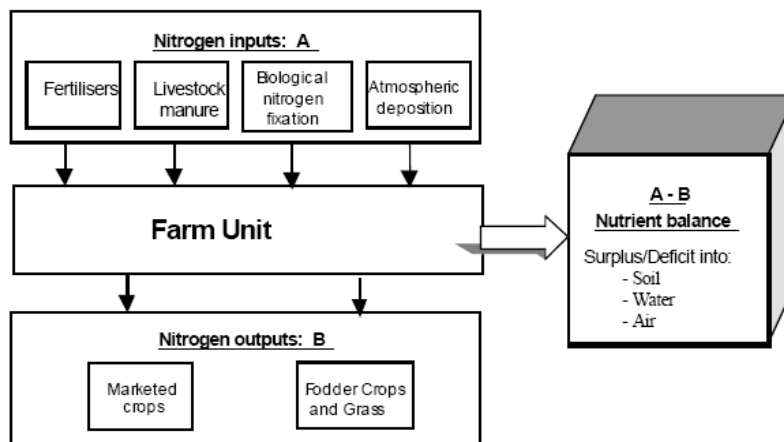 Nitrogen inputs: A
Fertilisers
Livestock
manure
Biological
nitrogen
fixation
Atmospheric
deposition
Farm Unit
A - B
Nutrient balance
Surplus/Deficit into:
- Soil
- Water
- Air
Nitrogen outputs: B
Marketed
crops
Fodder Crops
and Grass